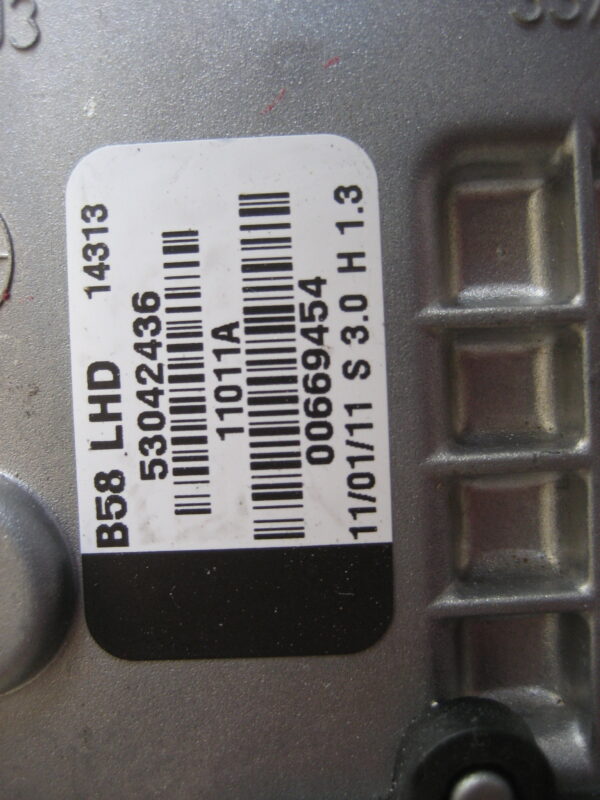 B58 LHD 14313
53042436
11011A
00669454
11/01/11 S 3.0 H 1.3